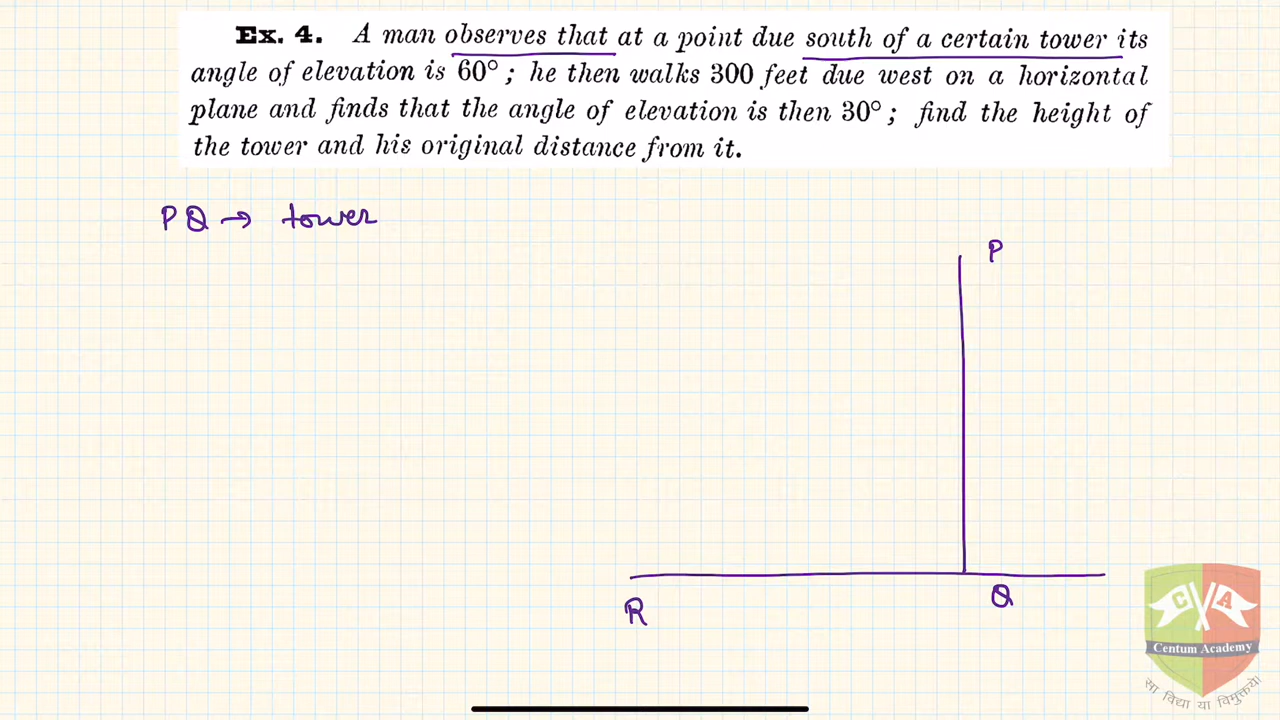 Ex. 4. A man observes that at a point due south of a certain tower its
angle of elevation is 60°; he then walks 300 feet due west on a horizontal
plane and finds that the angle of elevation is then 30°; find the height of
the tower and his original distance from it.
PQ → tower
P
R
Q
C A
Centum Academy
सा विद्या या विमुक्तये।